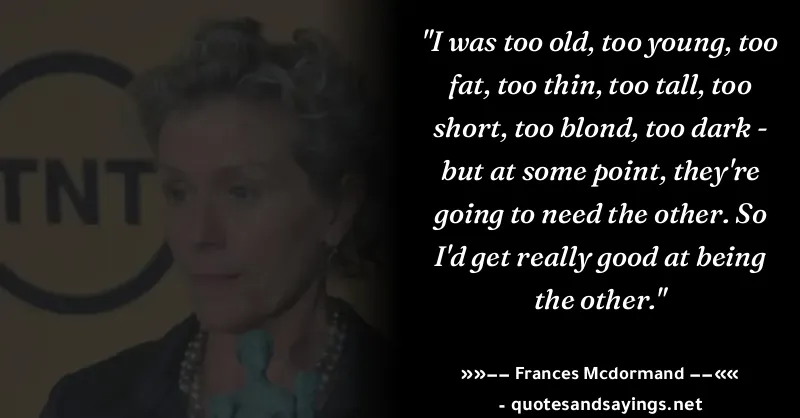 TNT
"I was too old, too young, too
fat, too thin, too tall, too
short, too blond, too dark -
but at some point, they're
going to need the other. So
I'd get really good at being
the other."
»»−− Frances Mcdormand −−««
- quotesandsayings.net